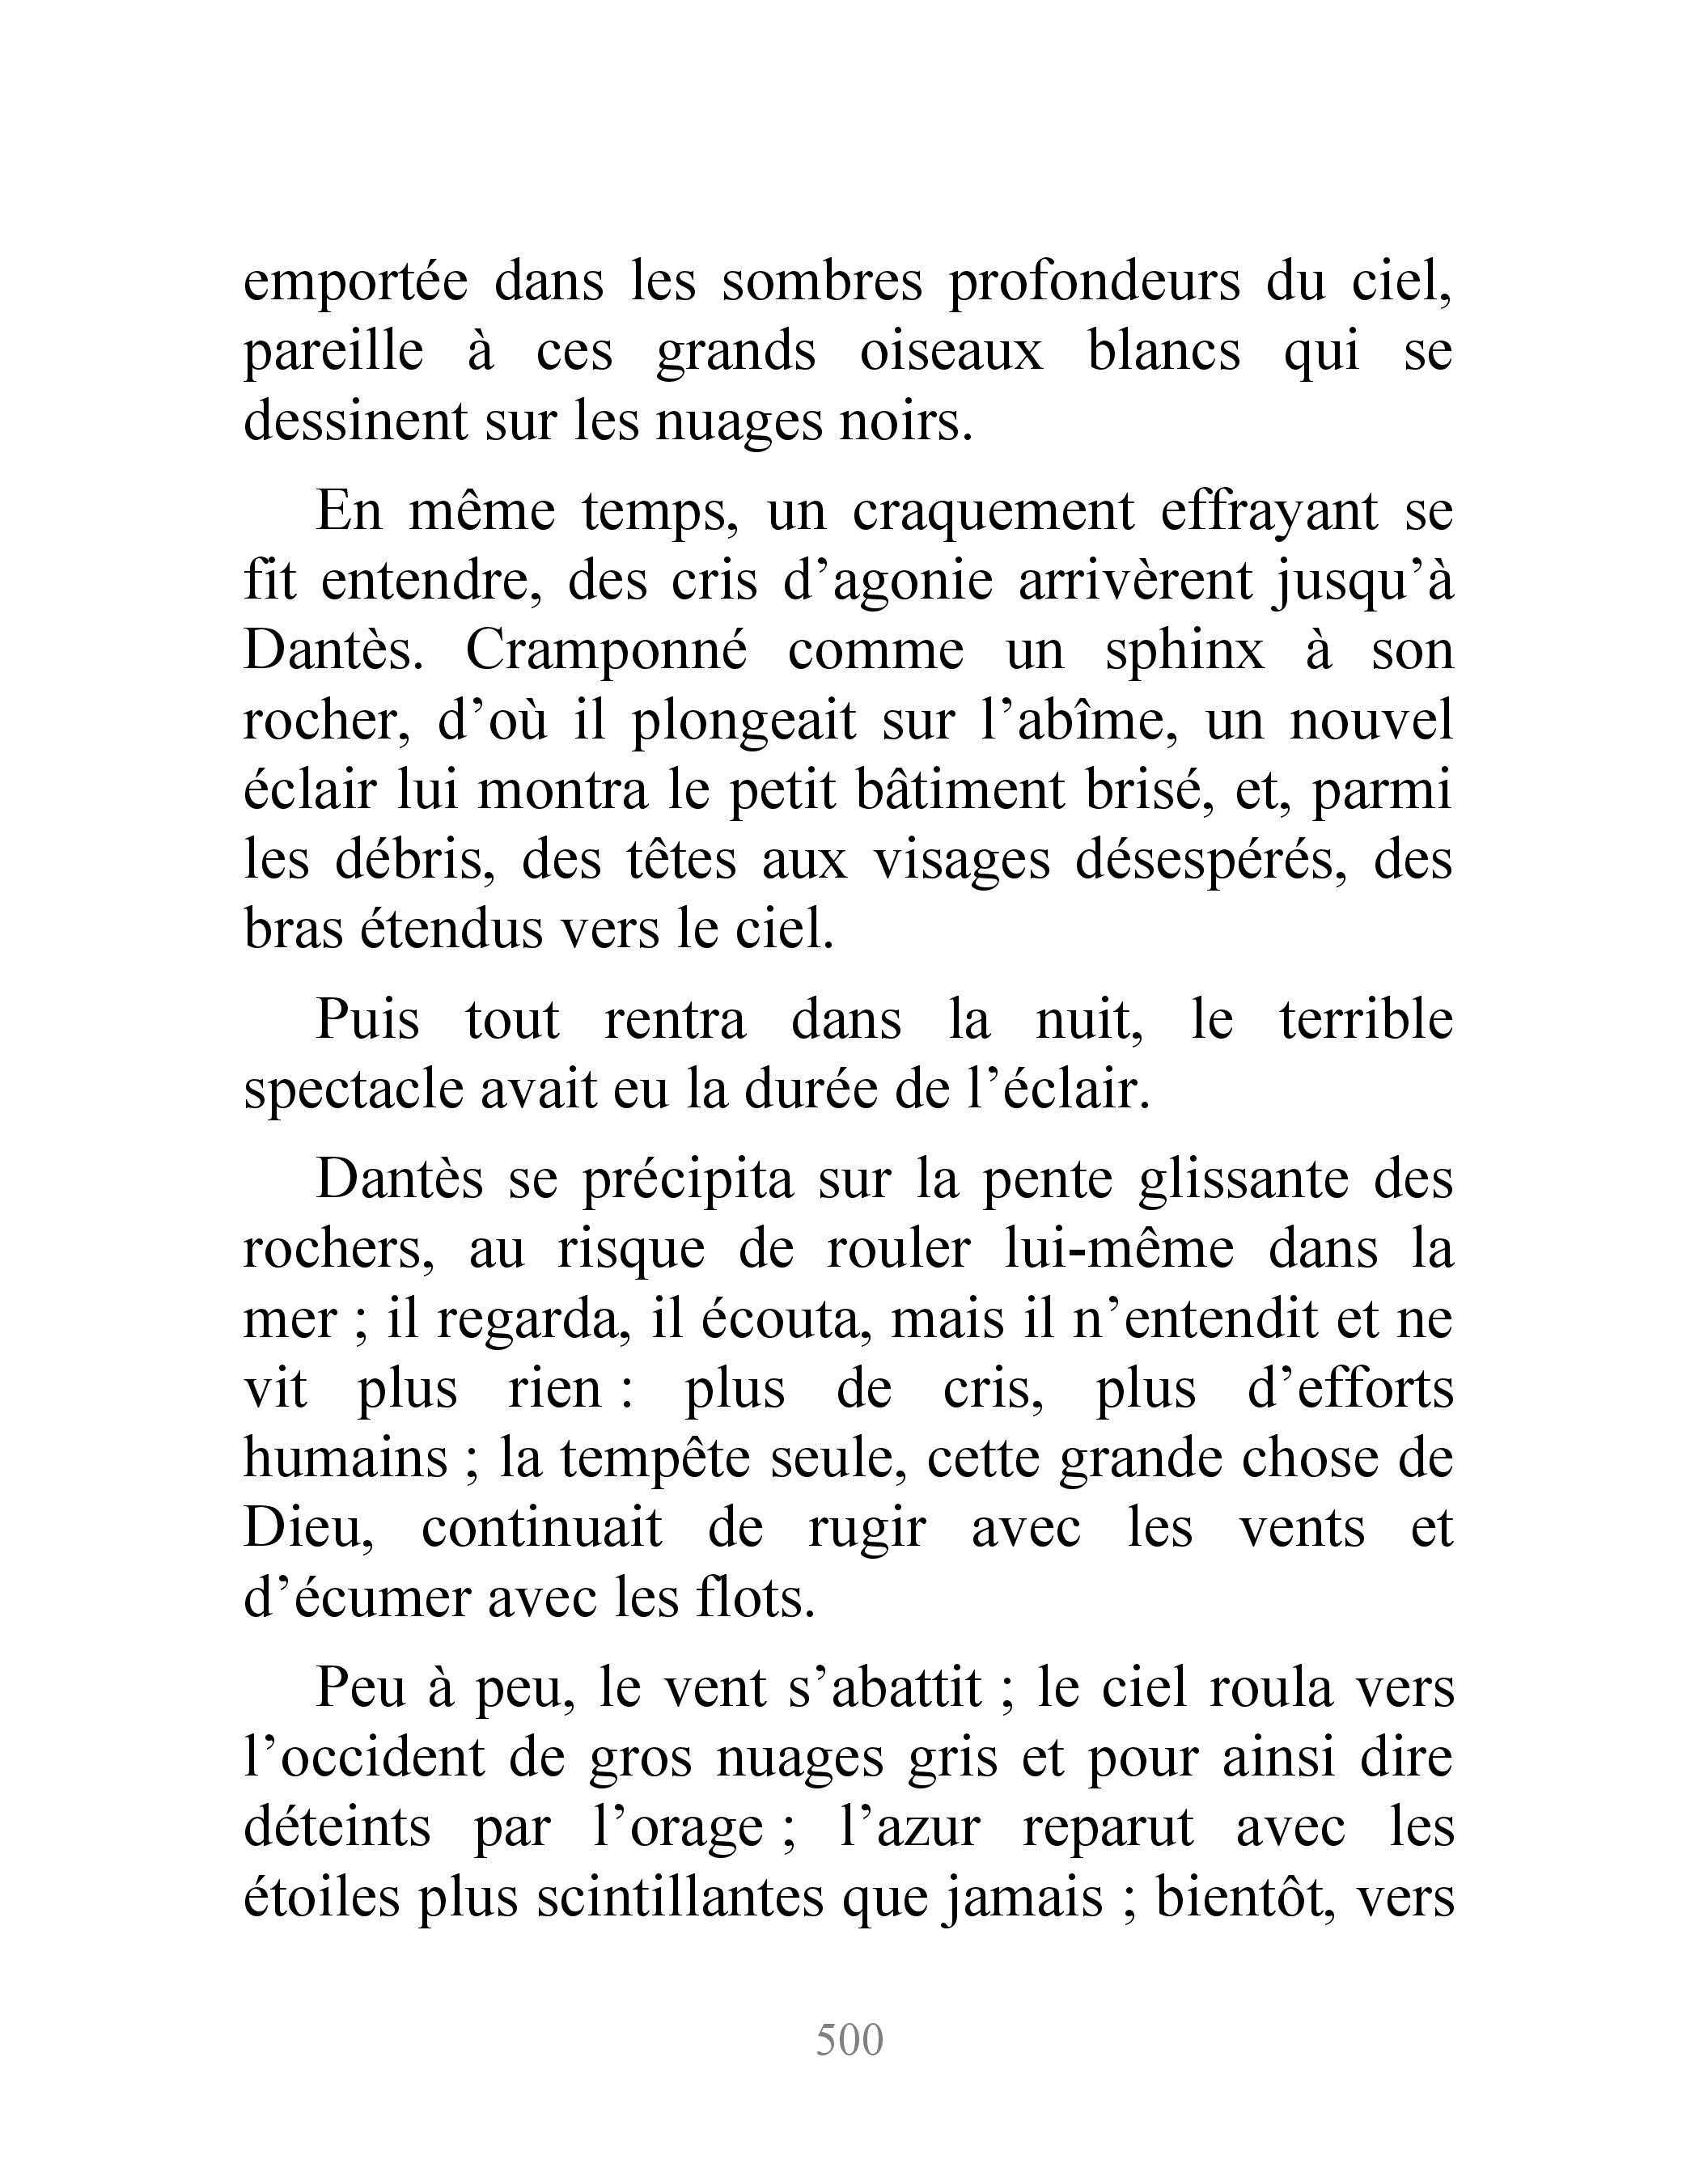 emportée dans les sombres profondeurs du ciel,
pareille à ces grands oiseaux blancs qui se
dessinent sur les nuages noirs.
En même temps, un craquement effrayant se
fit entendre, des cris d’agonie arrivèrent jusqu’à
Dantès. Cramponné comme un sphinx à son
rocher, d’où il plongeait sur l’abîme, un nouvel
éclair lui montra le petit bâtiment brisé, et, parmi
les débris, des têtes aux visages désespérés, des
bras étendus vers le ciel.
Puis tout rentra dans la nuit, le terrible
spectacle avait eu la durée de l’éclair.
Dantès se précipita sur la pente glissante des
rochers, au risque de rouler lui-même dans la
mer ; il regarda, il écouta, mais il n’entendit et ne
vit plus rien : plus de cris, plus d’efforts
humains ; la tempête seule, cette grande chose de
Dieu, continuait de rugir avec les vents et
d’écumer avec les flots.
Peu à peu, le vent s’abattit ; le ciel roula vers
l’occident de gros nuages gris et pour ainsi dire
déteints par l’orage ; l’azur reparut avec les
étoiles plus scintillantes que jamais ; bientôt, vers
500